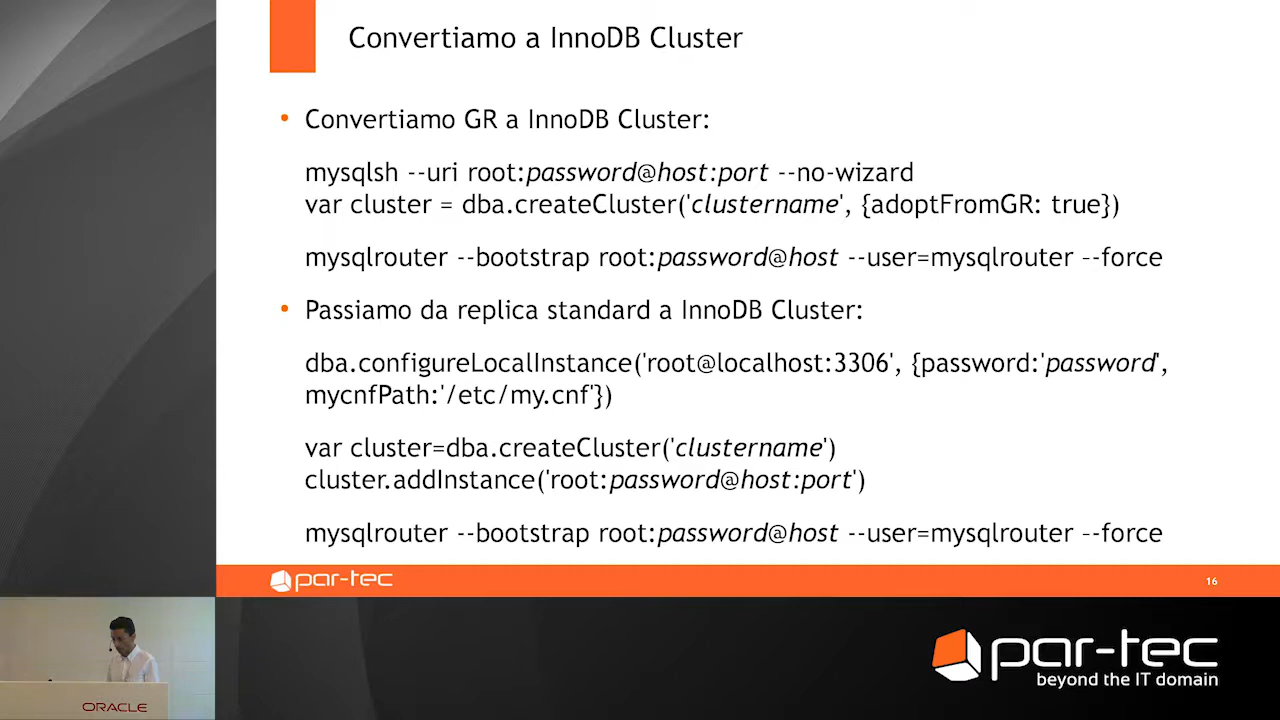 Convertiamo a InnoDB Cluster
• Convertiamo GR a InnoDB Cluster:
mysqlsh --uri root:password@host:port --no-wizard
var cluster = dba.createCluster('clustername', {adoptFromGR: true})
mysqlrouter --bootstrap root:password@host --user=mysqlrouter --force
• Passiamo da replica standard a InnoDB Cluster:
dba.configureLocalInstance('root@localhost:3306', {password:'password',
mycnfPath:'/etc/my.cnf'})
var cluster=dba.createCluster('clustername')
cluster.addInstance('root:password@host:port')
mysqlrouter --bootstrap root:password@host --user=mysqlrouter --force
par-tec
16
ORACLE
par-tec
beyond the IT domain